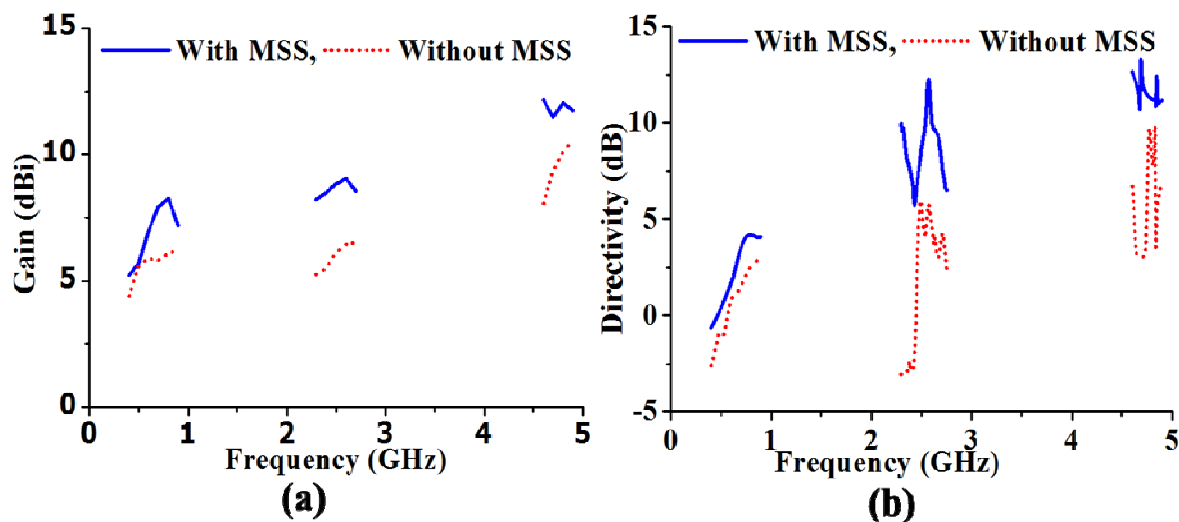 15
With MSS, Without MSS
10
5
0
Gain (dBi)
0 1 2 3 4 5
Frequency (GHz)
(a)
15
With MSS, Without MSS
10
5
0
-5
Directivity (dB)
0 1 2 3 4 5
Frequency (GHz)
(b)